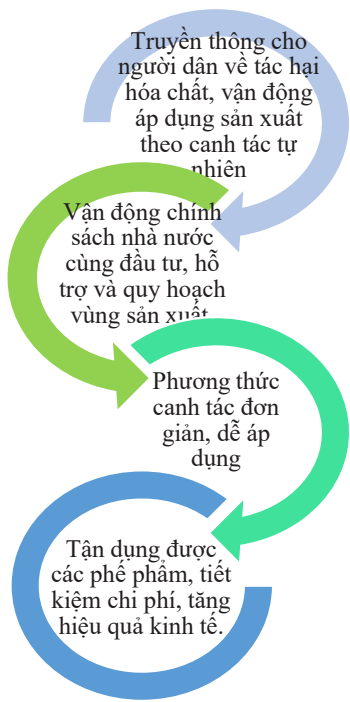 Truyền thông cho
người dân về tác hại
hóa chất, vận động
áp dụng sản xuất
theo canh tác tự
nhiên
Vận động chính
sách nhà nước
cùng đầu tư, hỗ
trợ và quy hoạch
vùng sản xuất
Phương thức
canh tác đơn
giản, dễ áp
dụng
Tận dụng được
các phế phẩm, tiết
kiệm chi phí, tăng
hiệu quả kinh tế.